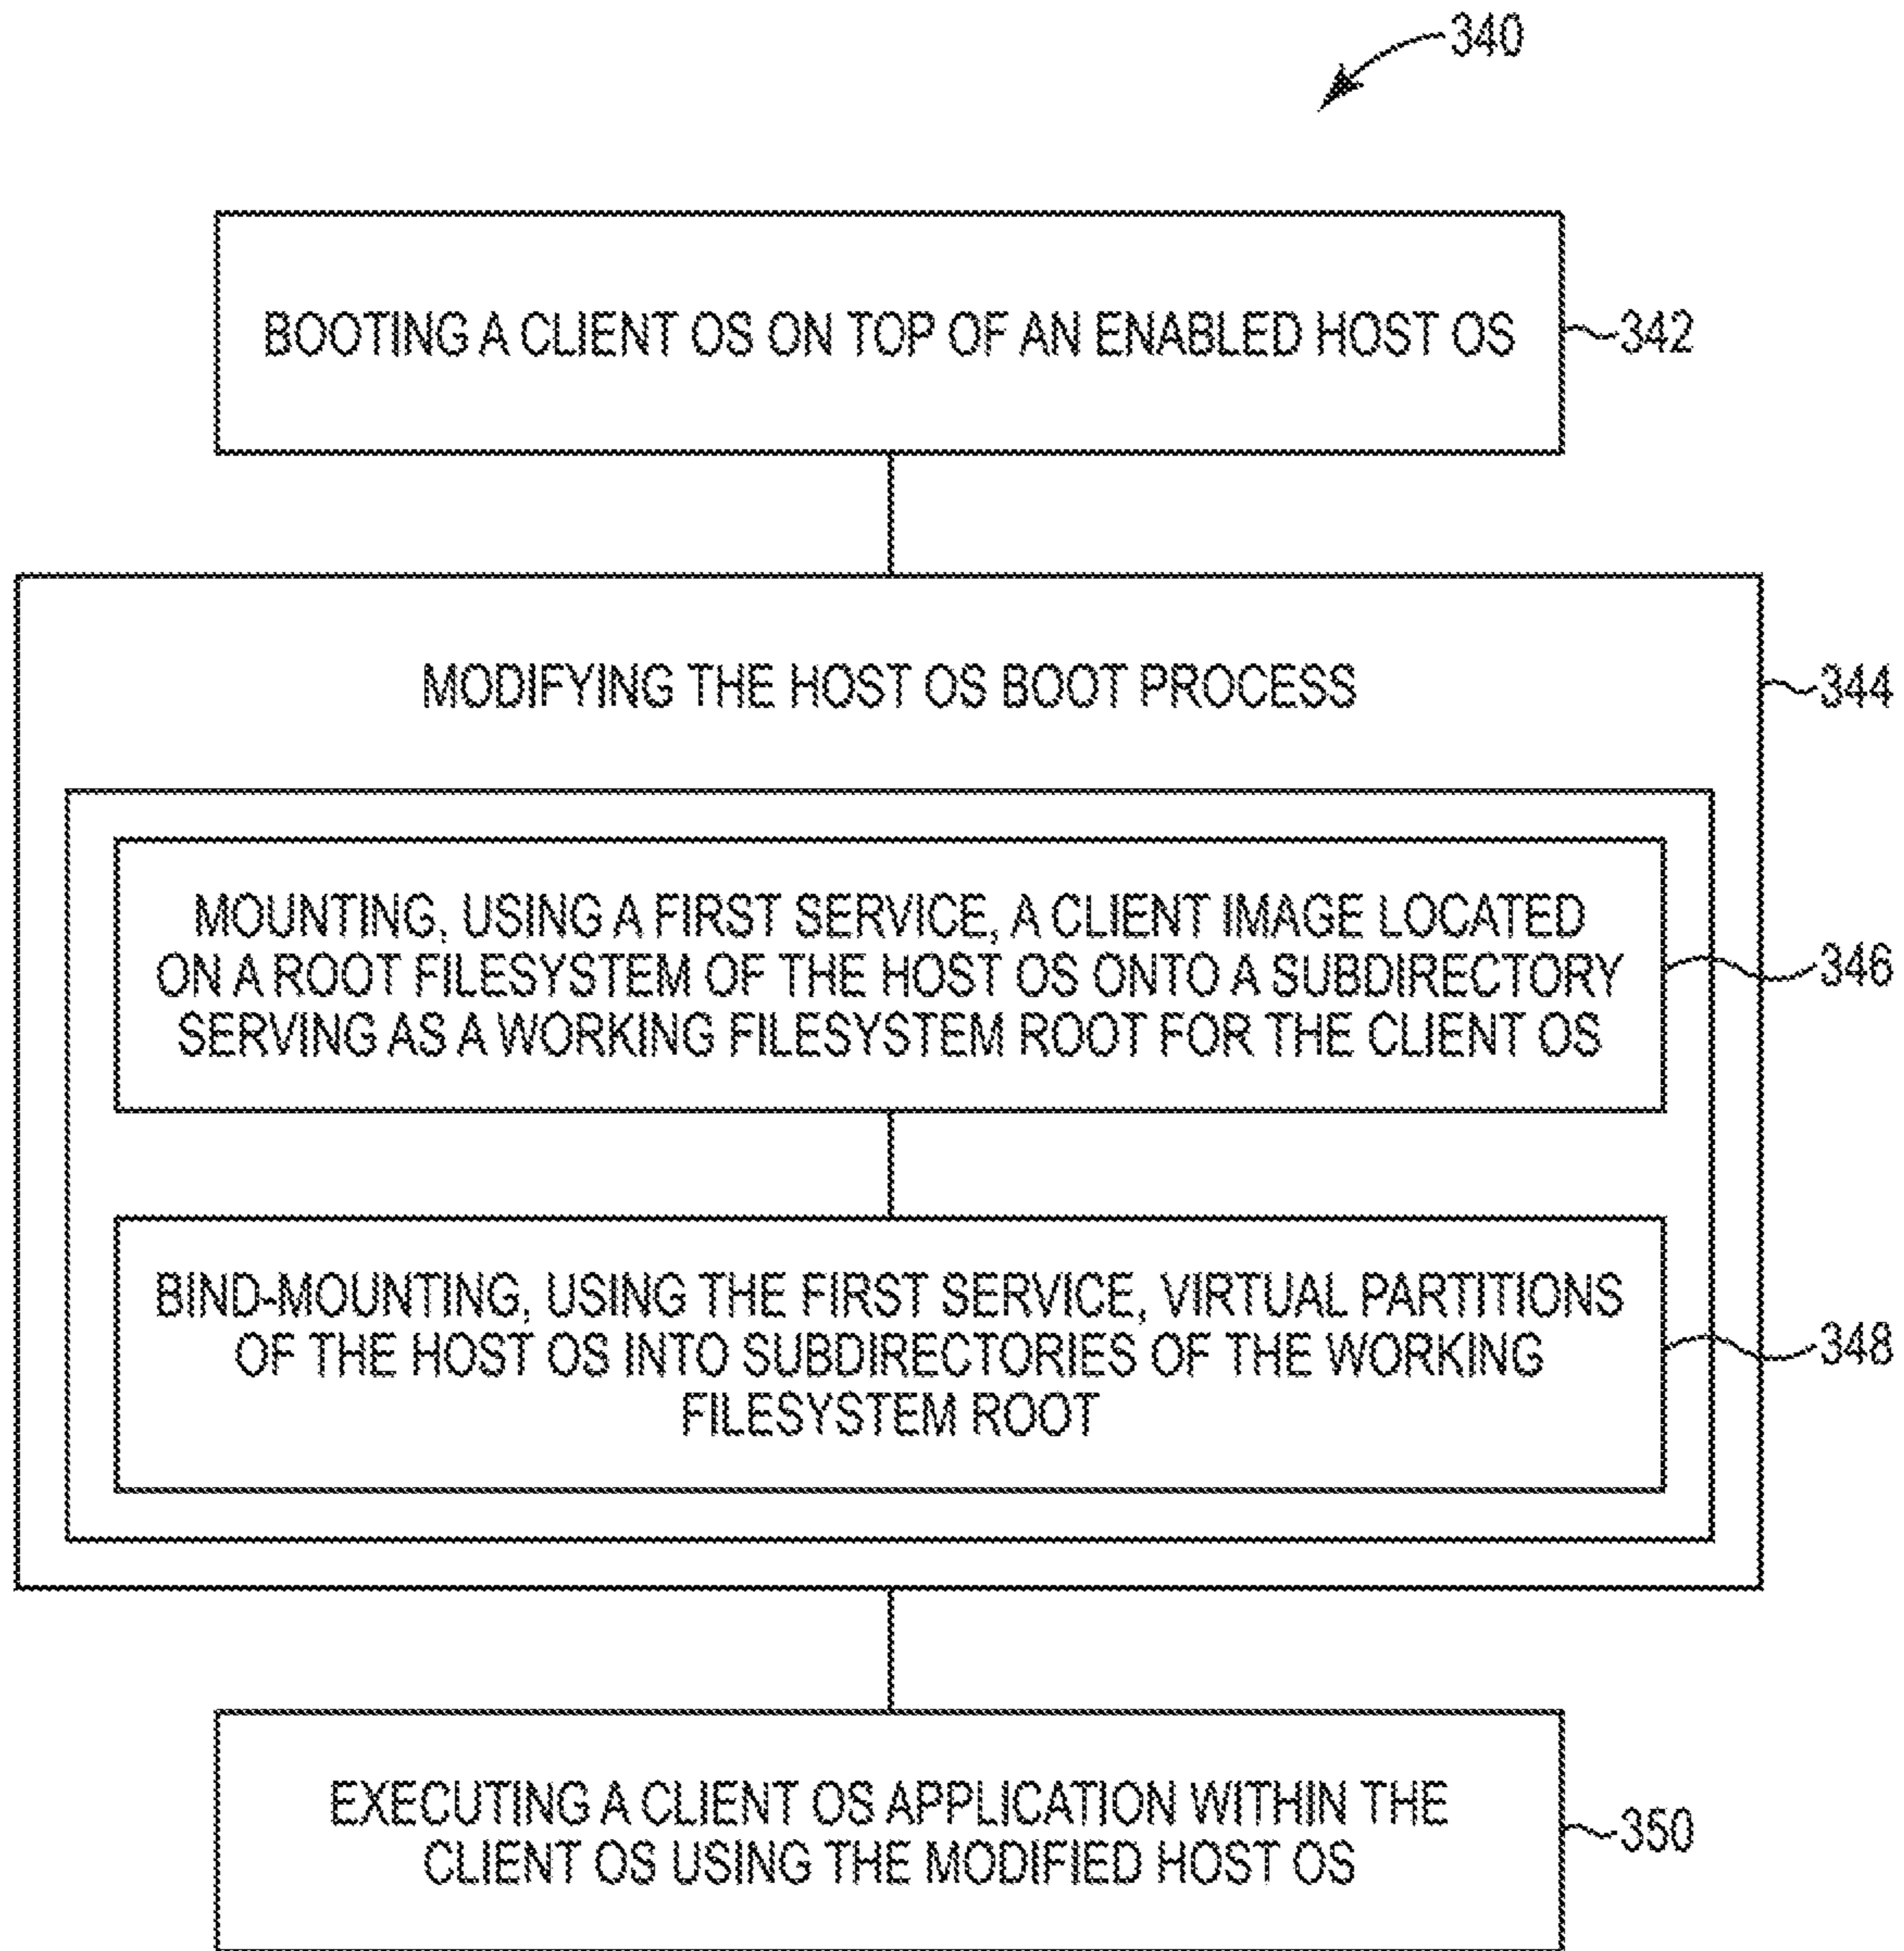 340
BOOTING A CLIENT OS ON TOP OF AN ENABLED HOST OS
342
MODIFYING THE HOST OS BOOT PROCESS
344
MOUNTING, USING A FIRST SERVICE, A CLIENT IMAGE LOCATED
ON A ROOT FILESYSTEM OF THE HOST OS ONTO A SUBDIRECTORY
SERVING AS A WORKING FILESYSTEM ROOT FOR THE CLIENT OS
346
BIND-MOUNTING, USING THE FIRST SERVICE, VIRTUAL PARTITIONS
OF THE HOST OS INTO SUBDIRECTORIES OF THE WORKING
FILESYSTEM ROOT
348
EXECUTING A CLIENT OS APPLICATION WITHIN THE
CLIENT OS USING THE MODIFIED HOST OS
350